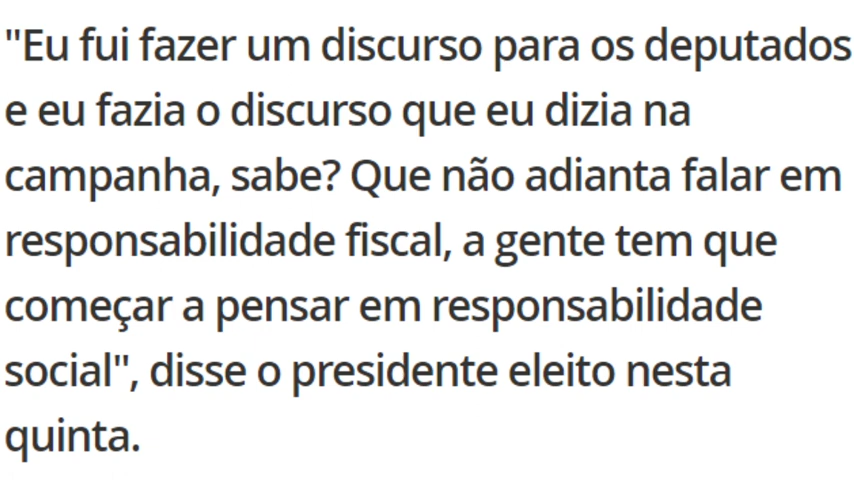 "Eu fui fazer um discurso para os deputados
e eu fazia o discurso que eu dizia na
campanha, sabe? Que não adianta falar em
responsabilidade fiscal, a gente tem que
começar a pensar em responsabilidade
social", disse o presidente eleito nesta
quinta.